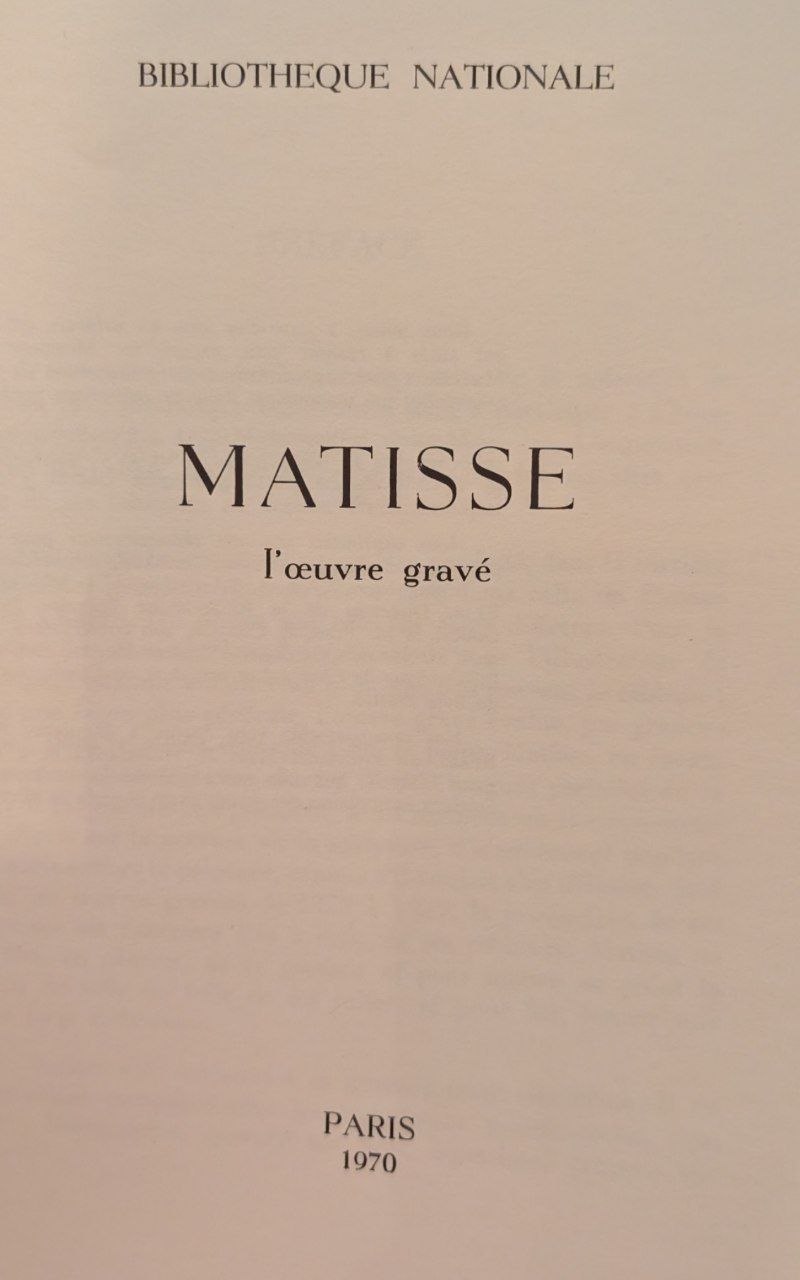 BIBLIOTHEQUE NATIONALE
MATISSE
l'œuvre gravé
PARIS
1970